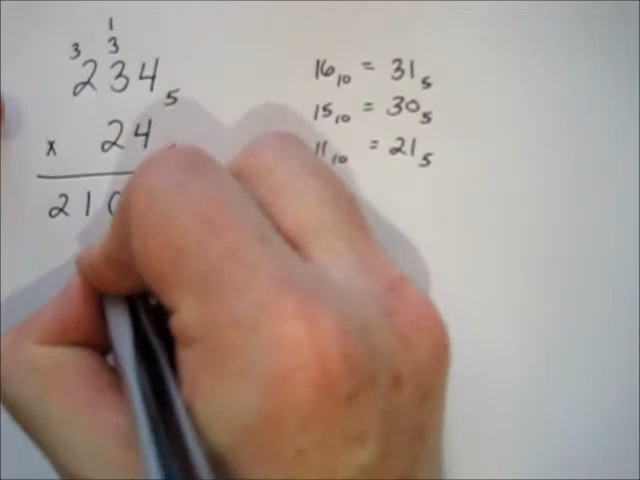 1
3 3
234₅
x 24
210
16₁₀ = 31₅
15₁₀ = 30₅
11₁₀ = 21₅